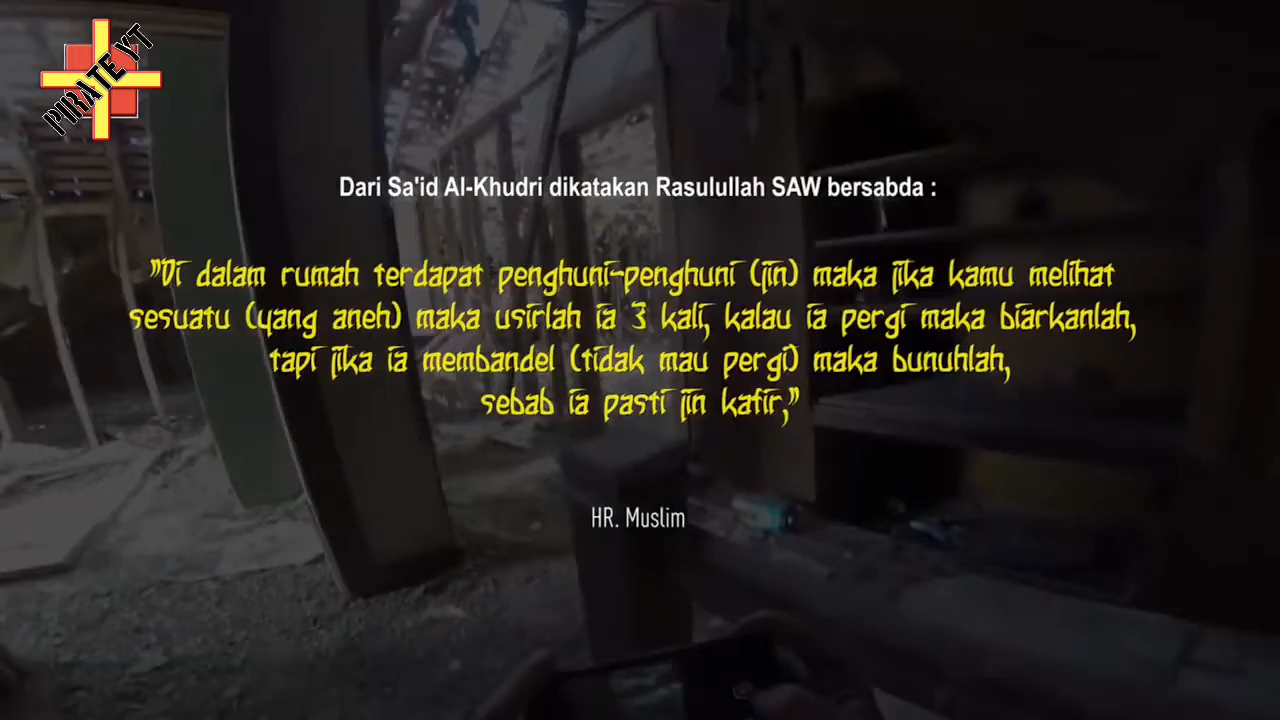 PIRATE YT
Dari Sa'id Al-Khudri dikatakan Rasulullah SAW bersabda :
"Di dalam rumah terdapat penghuni-penghuni (jin) maka jika kamu melihat
sesuatu (yang aneh) maka usirlah ia 3 kali, kalau ia pergi maka biarkanlah,
tapi jika ia membandel (tidak mau pergi) maka bunuhlah,
sebab ia pasti jin kafir,"
HR. Muslim